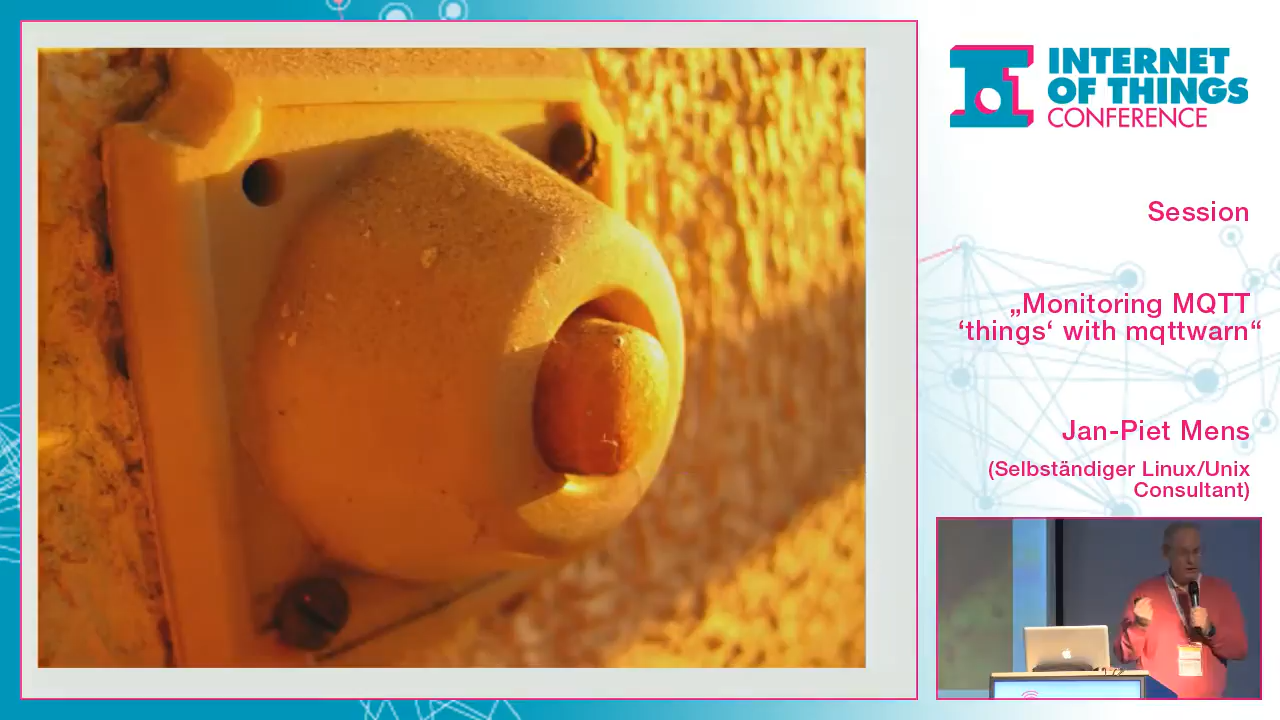 INTERNET
OF THINGS
CONFERENCE
Session
„Monitoring MQTT
‘things‘ with mqttwarn“
Jan-Piet Mens
(Selbständiger Linux/Unix
Consultant)